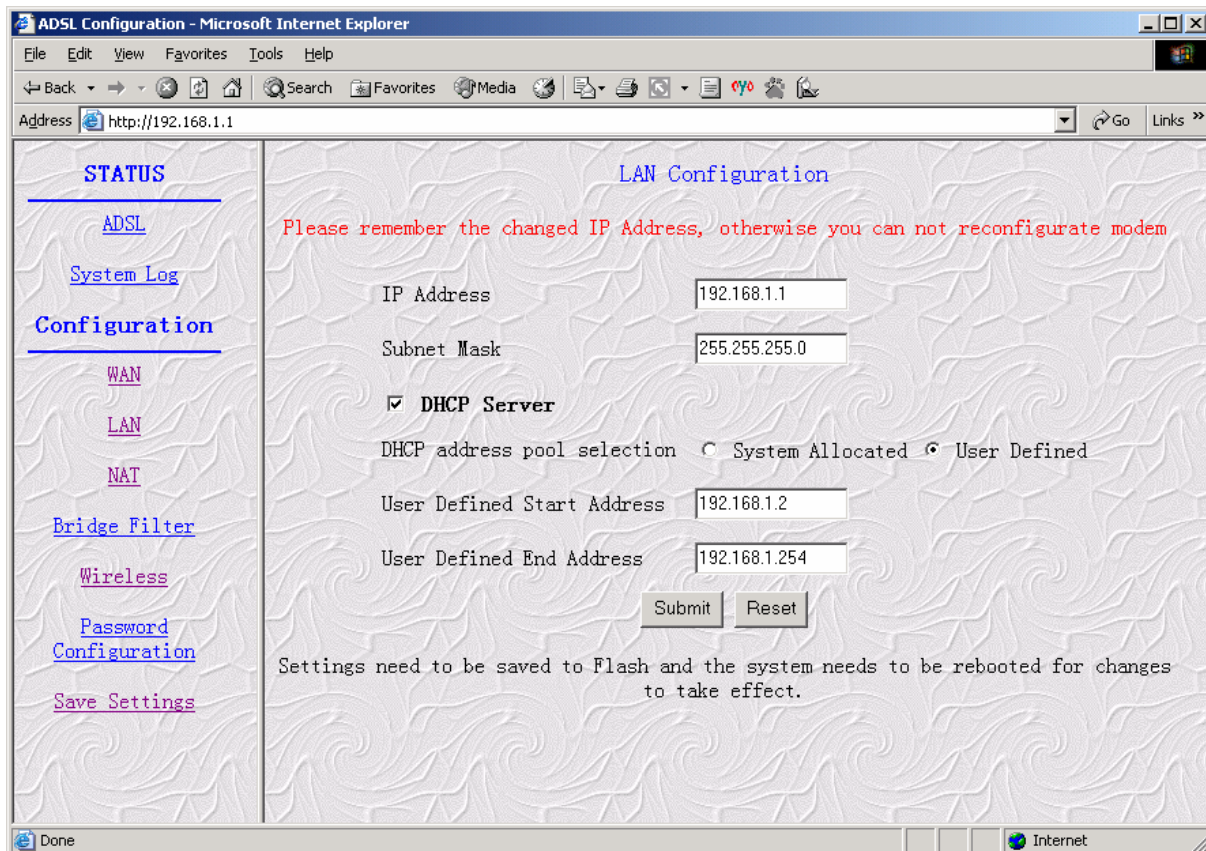 ADSL Configuration - Microsoft Internet Explorer
File Edit View Favorites Tools Help
Back Search Favorites Media
Address http://192.168.1.1 Go Links »
STATUS
ADSL
System Log
Configuration
WAN
LAN
NAT
Bridge Filter
Wireless
Password
Configuration
Save Settings
LAN Configuration
Please remember the changed IP Address, otherwise you can not reconfigurate modem
IP Address 192.168.1.1
Subnet Mask 255.255.255.0
DHCP Server
DHCP address pool selection System Allocated User Defined
User Defined Start Address 192.168.1.2
User Defined End Address 192.168.1.254
Submit Reset
Settings need to be saved to Flash and the system needs to be rebooted for changes
to take effect.
Done Internet